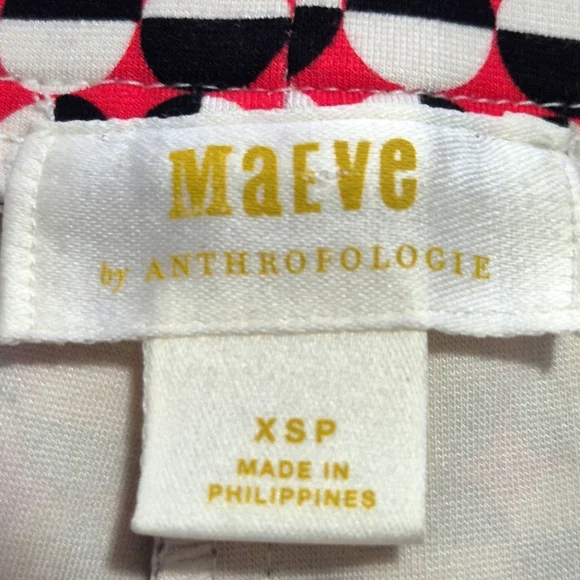 MaEve
by ANTHROPOLOGIE
XSP
MADE IN
PHILIPPINES